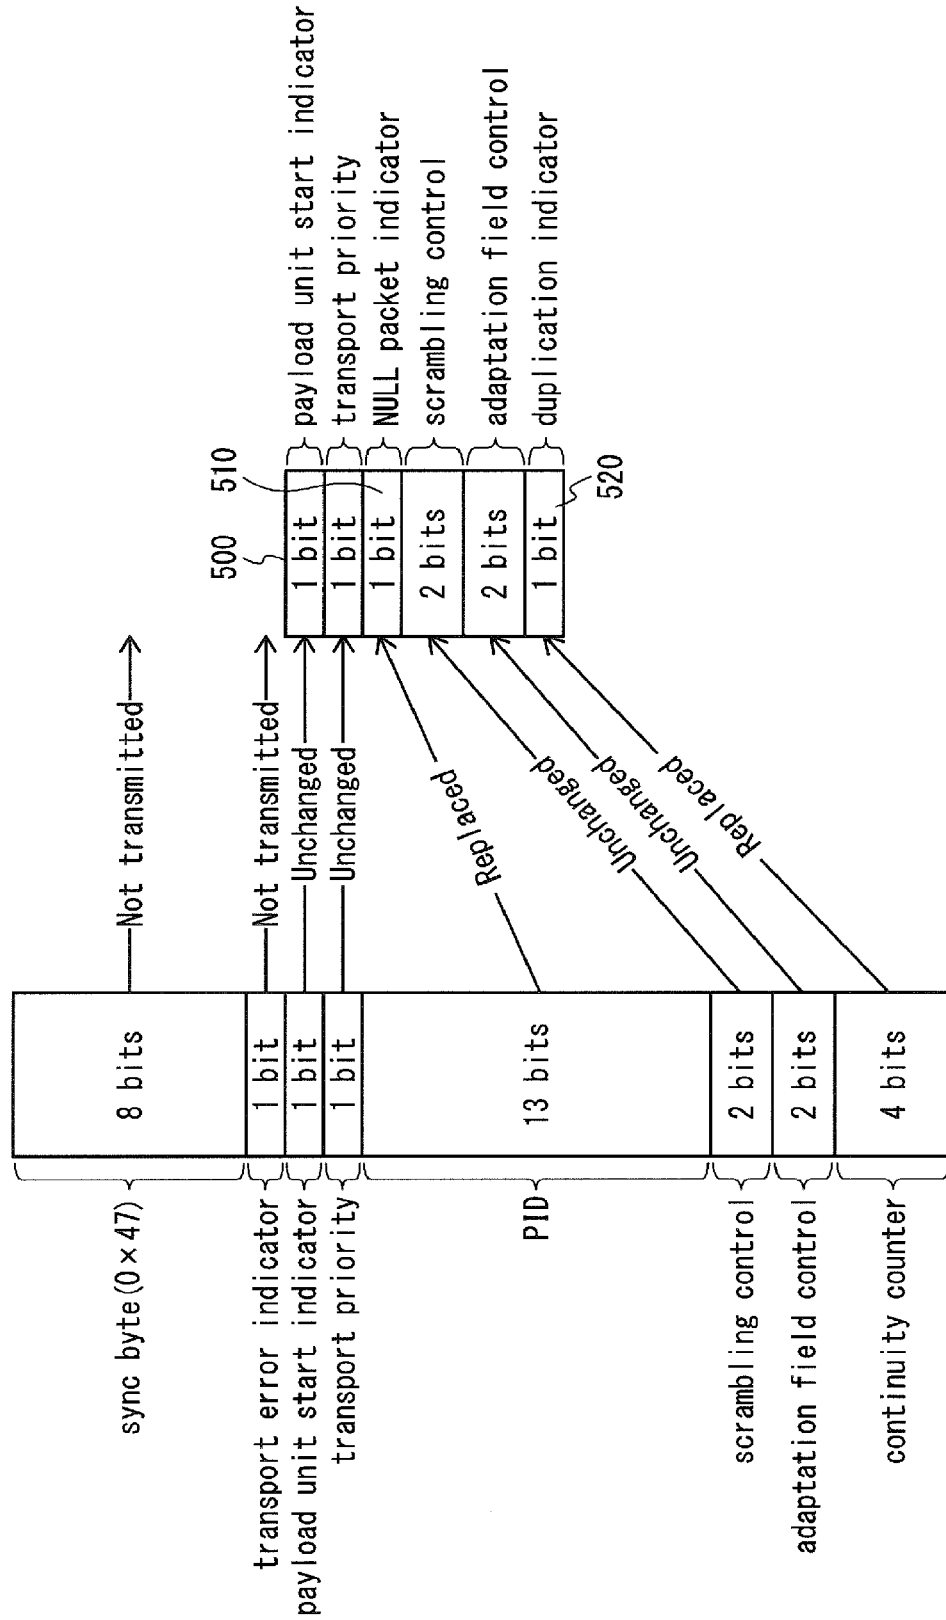 sync byte(0×47)
transport error indicator
payload unit start indicator
transport priority
PID
scrambling control
adaptation field control
continuity counter
8 bits
1 bit
1 bit
1 bit
13 bits
2 bits
2 bits
4 bits
Not transmitted
Not transmitted
Unchanged
Unchanged
Replaced
Unchanged
Unchanged
Replaced
500
510
520
1 bit
1 bit
1 bit
2 bits
2 bits
1 bit
payload unit start indicator
transport priority
NULL packet indicator
scrambling control
adaptation field control
duplication indicator